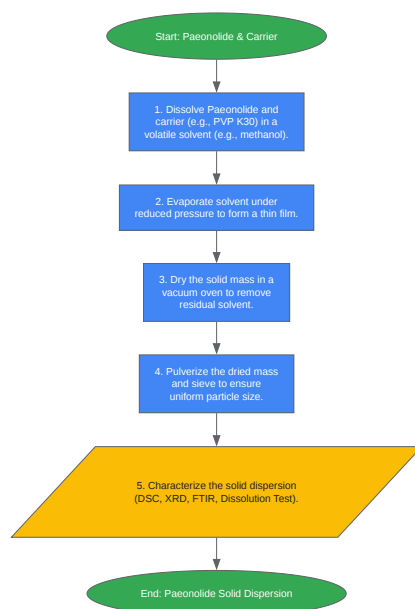 Start: Paeonolide & Carrier
1. Dissolve Paeonolide and
carrier (e.g., PVP K30) in a
volatile solvent (e.g., methanol).
2. Evaporate solvent under
reduced pressure to form a thin film.
3. Dry the solid mass in a
vacuum oven to remove
residual solvent.
4. Pulverize the dried mass
and sieve to ensure
uniform particle size.
5. Characterize the solid dispersion
(DSC, XRD, FTIR, Dissolution Test).
End: Paeonolide Solid Dispersion